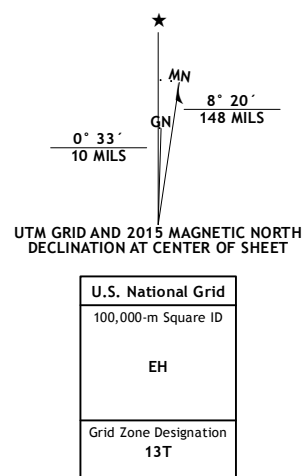 ★
MN
GN
8° 20´
148 MILS
0° 33´
10 MILS
UTM GRID AND 2015 MAGNETIC NORTH
DECLINATION AT CENTER OF SHEET
U.S. National Grid
100,000-m Square ID
EH
Grid Zone Designation
13T